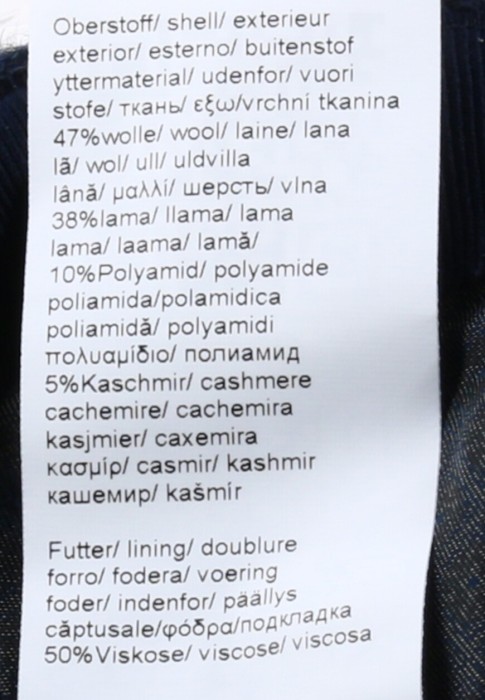 Oberstoff/ shell/ exterieur
exterior/ esterno/ buitenstof
yttermaterial/ udenfor/ vuori
stofe/ ткань/ εξω/vrchní tkanina
47%wolle/ wool/ laine/ lana
lã/ wol/ ull/ uldvilla
lână/ μαλλί/ шерсть/ vlna
38%lama/ llama/ lama
lama/ laama/ lamă/
10%Polyamid/ polyamide
poliamida/polamidica
poliamidă/ polyamidi
πολυαμίδιο/ полиамид
5%Kaschmir/ cashmere
cachemire/ cachemira
kasjmier/ caxemira
κασμίρ/ casmir/ kashmir
кашемир/ kašmír
Futter/ lining/ doublure
forro/ fodera/ voering
foder/ indenfor/ päällys
căptusale/φόδρα/подкладка
50%Viskose/ viscose/ viscosa